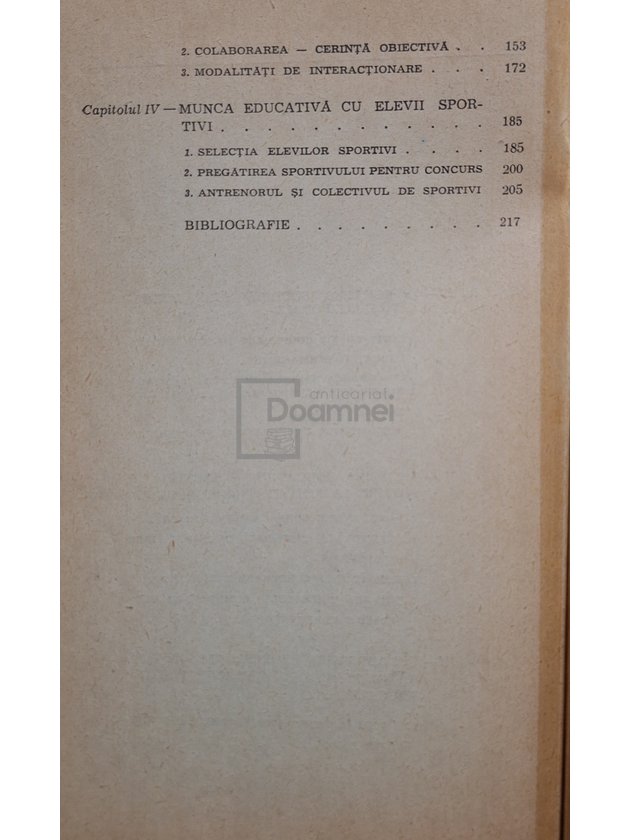 2. COLABORAREA — CERINȚĂ OBIECTIVĂ . . 153
3. MODALITĂȚI DE INTERACȚIONARE . . . 172
Capitolul IV — MUNCA EDUCATIVĂ CU ELEVII SPOR-
TIVI . . . . . . . . . . . . 185
1. SELECȚIA ELEVILOR SPORTIVI . . . . 185
2. PREGĂTIREA SPORTIVULUI PENTRU CONCURS 200
3. ANTRENORUL ȘI COLECTIVUL DE SPORTIVI 205
BIBLIOGRAFIE . . . . . . . . . 217
anticariat
Doamnei